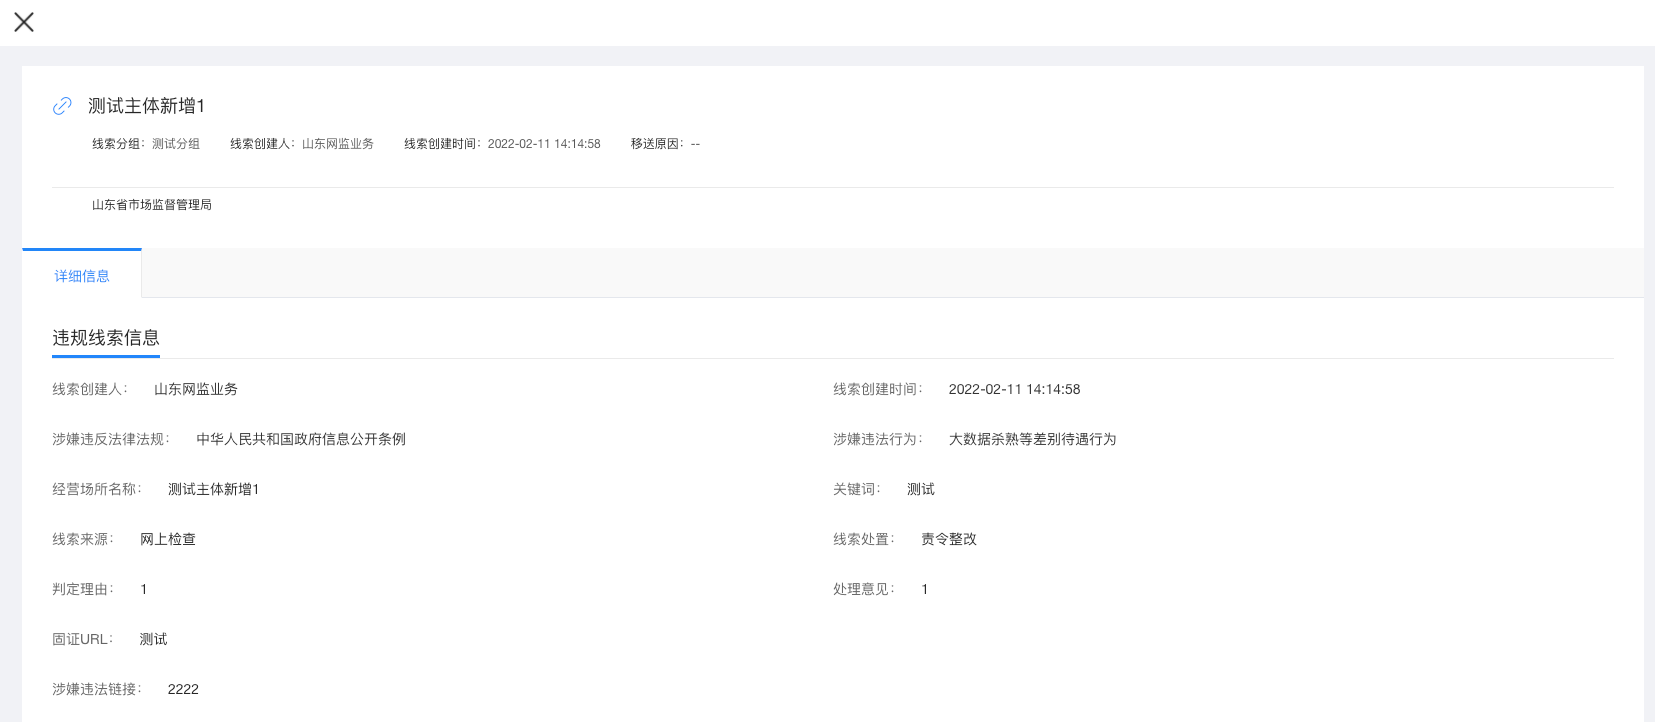 测试主体新增1
线索分组：测试分组 线索创建人：山东网监业务 线索创建时间：2022-02-11 14:14:58 移送原因：--
山东省市场监督管理局
详细信息
违规线索信息
线索创建人： 山东网监业务 线索创建时间： 2022-02-11 14:14:58
涉嫌违反法律法规： 中华人民共和国政府信息公开条例 涉嫌违法行为： 大数据杀熟等差别待遇行为
经营场所名称： 测试主体新增1 关键词： 测试
线索来源： 网上检查 线索处置： 责令整改
判定理由： 1 处理意见： 1
固证URL： 测试
涉嫌违法链接： 2222